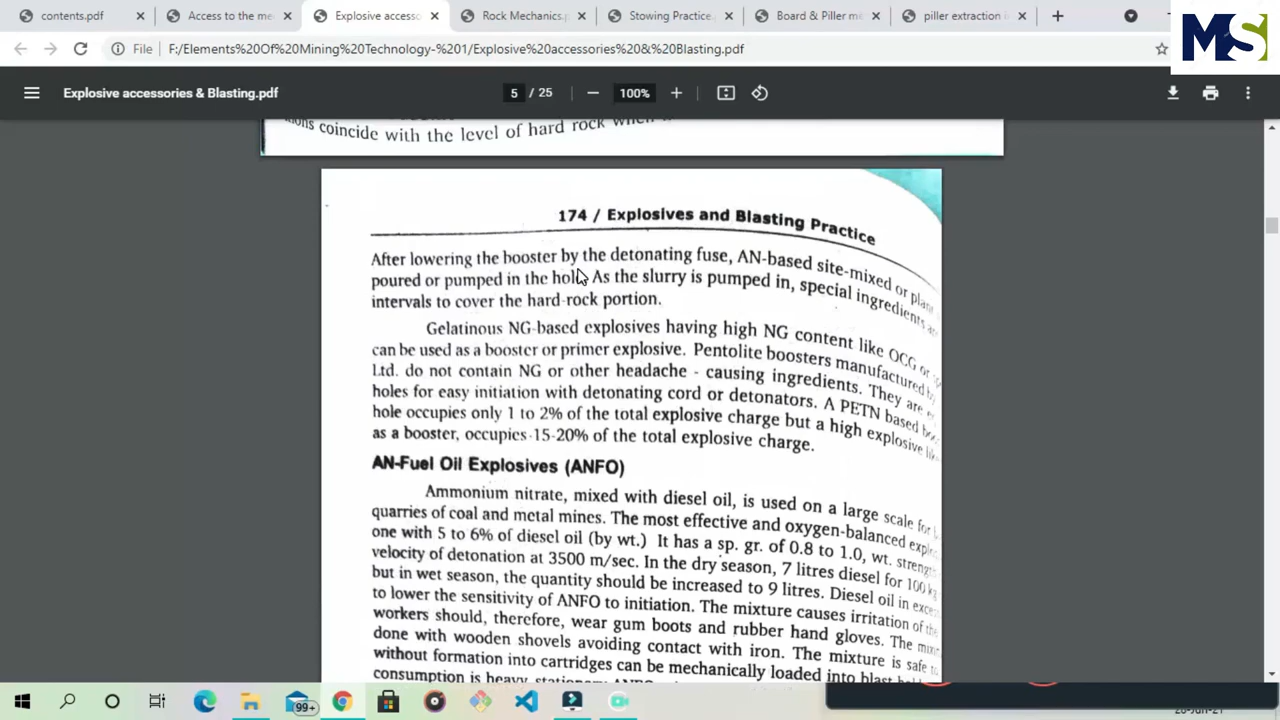 contents.pdf
Access to the me
Explosive accesso
Rock Mechanics.p
Stowing Practice.
Board & Piller mi
piller extraction i
MS
File F:/Elements%20Of%20Mining%20Technology-%201/Explosive%20accessories%20&%20Blasting.pdf
Explosive accessories & Blasting.pdf
5 / 25
100%
ions coincide with the level of hard rock when
174 / Explosives and Blasting Practice
After lowering the booster by the detonating fuse, AN-based site-mixed or
poured or pumped in the hole. As the slurry is pumped in, special ingredients
intervals to cover the hard-rock portion.
Gelatinous NG-based explosives having high NG content like OCG or
can be used as a booster or primer explosive. Pentolite boosters manufactured by
Ltd. do not contain NG or other headache - causing ingredients. They are
holes for easy initiation with detonating cord or detonators. A PETN based
hole occupies only 1 to 2% of the total explosive charge but a high explosive
as a booster, occupies 15-20% of the total explosive charge.
AN-Fuel Oil Explosives (ANFO)
Ammonium nitrate, mixed with diesel oil, is used on a large scale for
quarries of coal and metal mines. The most effective and oxygen-balanced
one with 5 to 6% of diesel oil (by wt.) It has a sp. gr. of 0.8 to 1.0, wt. strength
velocity of detonation at 3500 m/sec. In the dry season, 7 litres diesel for 100 kg
but in wet season, the quantity should be increased to 9 litres. Diesel oil in
to lower the sensitivity of ANFO to initiation. The mixture causes irritation of the
workers should, therefore, wear gum boots and rubber hand gloves. The
done with wooden shovels avoiding contact with iron. The mixture is safe
without formation into cartridges can be mechanically loaded into blast
consumption is heavy, stationary ANFO
99+